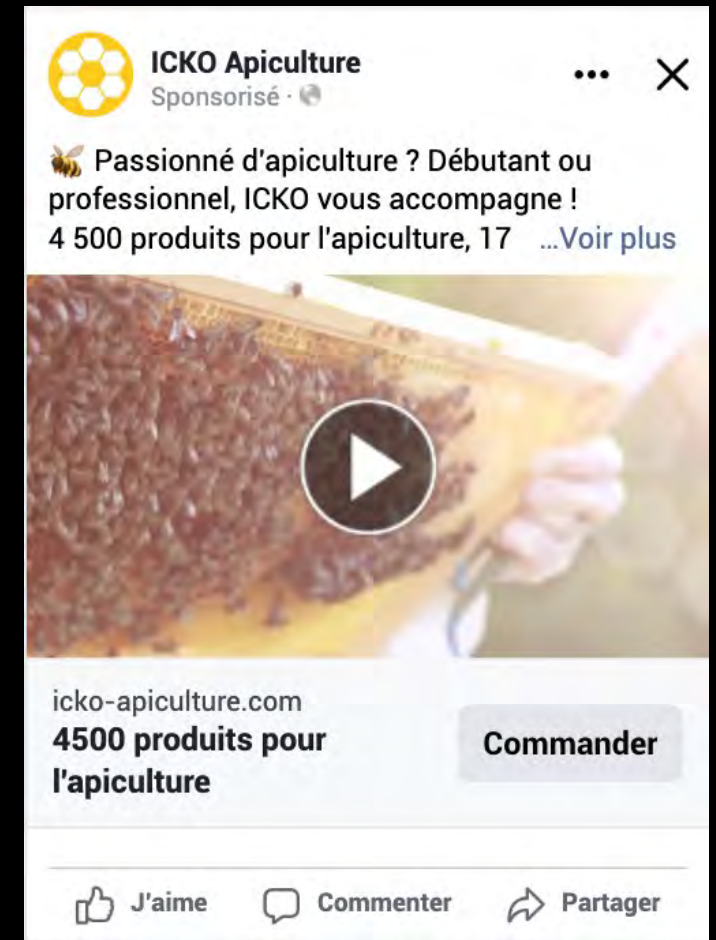 ICKO Apiculture
Sponsorisé ·
🐝 Passionné d'apiculture ? Débutant ou
professionnel, ICKO vous accompagne !
4 500 produits pour l'apiculture, 17 ...Voir plus
icko-apiculture.com
4500 produits pour
l'apiculture
Commander
J'aime Commenter Partager